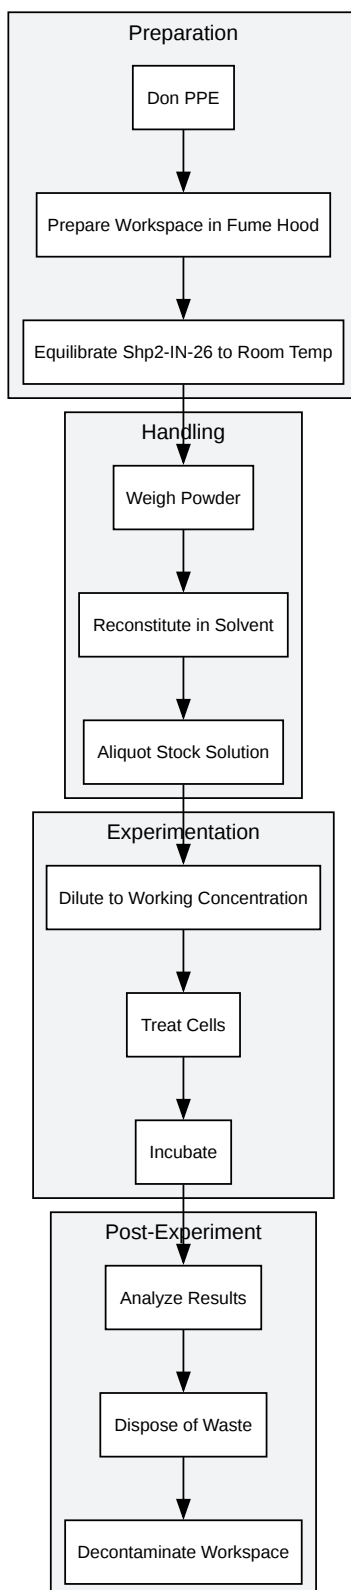 Preparation
Don PPE
Prepare Workspace in Fume Hood
Equilibrate Shp2-IN-26 to Room Temp
Handling
Weigh Powder
Reconstitute in Solvent
Aliquot Stock Solution
Experimentation
Dilute to Working Concentration
Treat Cells
Incubate
Post-Experiment
Analyze Results
Dispose of Waste
Decontaminate Workspace